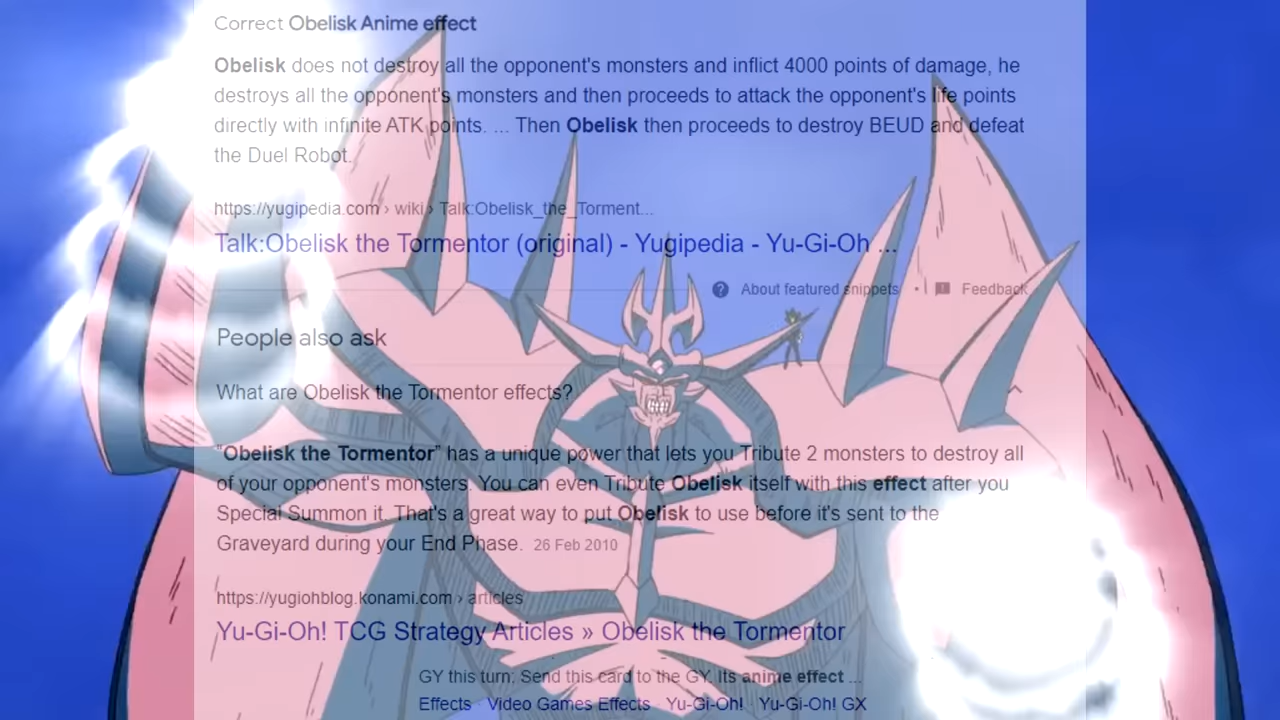 Correct Obelisk Anime effect
Obelisk does not destroy all the opponent's monsters and inflict 4000 points of damage, he
destroys all the opponent's monsters and then proceeds to attack the opponent's life points
directly with infinite ATK points. ... Then Obelisk then proceeds to destroy BEUD and defeat
the Duel Robot.
https://yugipedia.com › wiki › Talk:Obelisk_the_Torment...
Talk:Obelisk the Tormentor (original) - Yugipedia - Yu-Gi-Oh ...
About featured snippets • Feedback
People also ask
What are Obelisk the Tormentor effects?
“Obelisk the Tormentor” has a unique power that lets you Tribute 2 monsters to destroy all
of your opponent's monsters. You can even Tribute Obelisk itself with this effect after you
Special Summon it. That's a great way to put Obelisk to use before it's sent to the
Graveyard during your End Phase. 26 Feb 2010
https://yugiohblog.konami.com › articles
Yu-Gi-Oh! TCG Strategy Articles » Obelisk the Tormentor
GY this turn; Send this card to the GY. Its anime effect ...
Effects · Video Games Effects · Yu-Gi-Oh! · Yu-Gi-Oh! GX